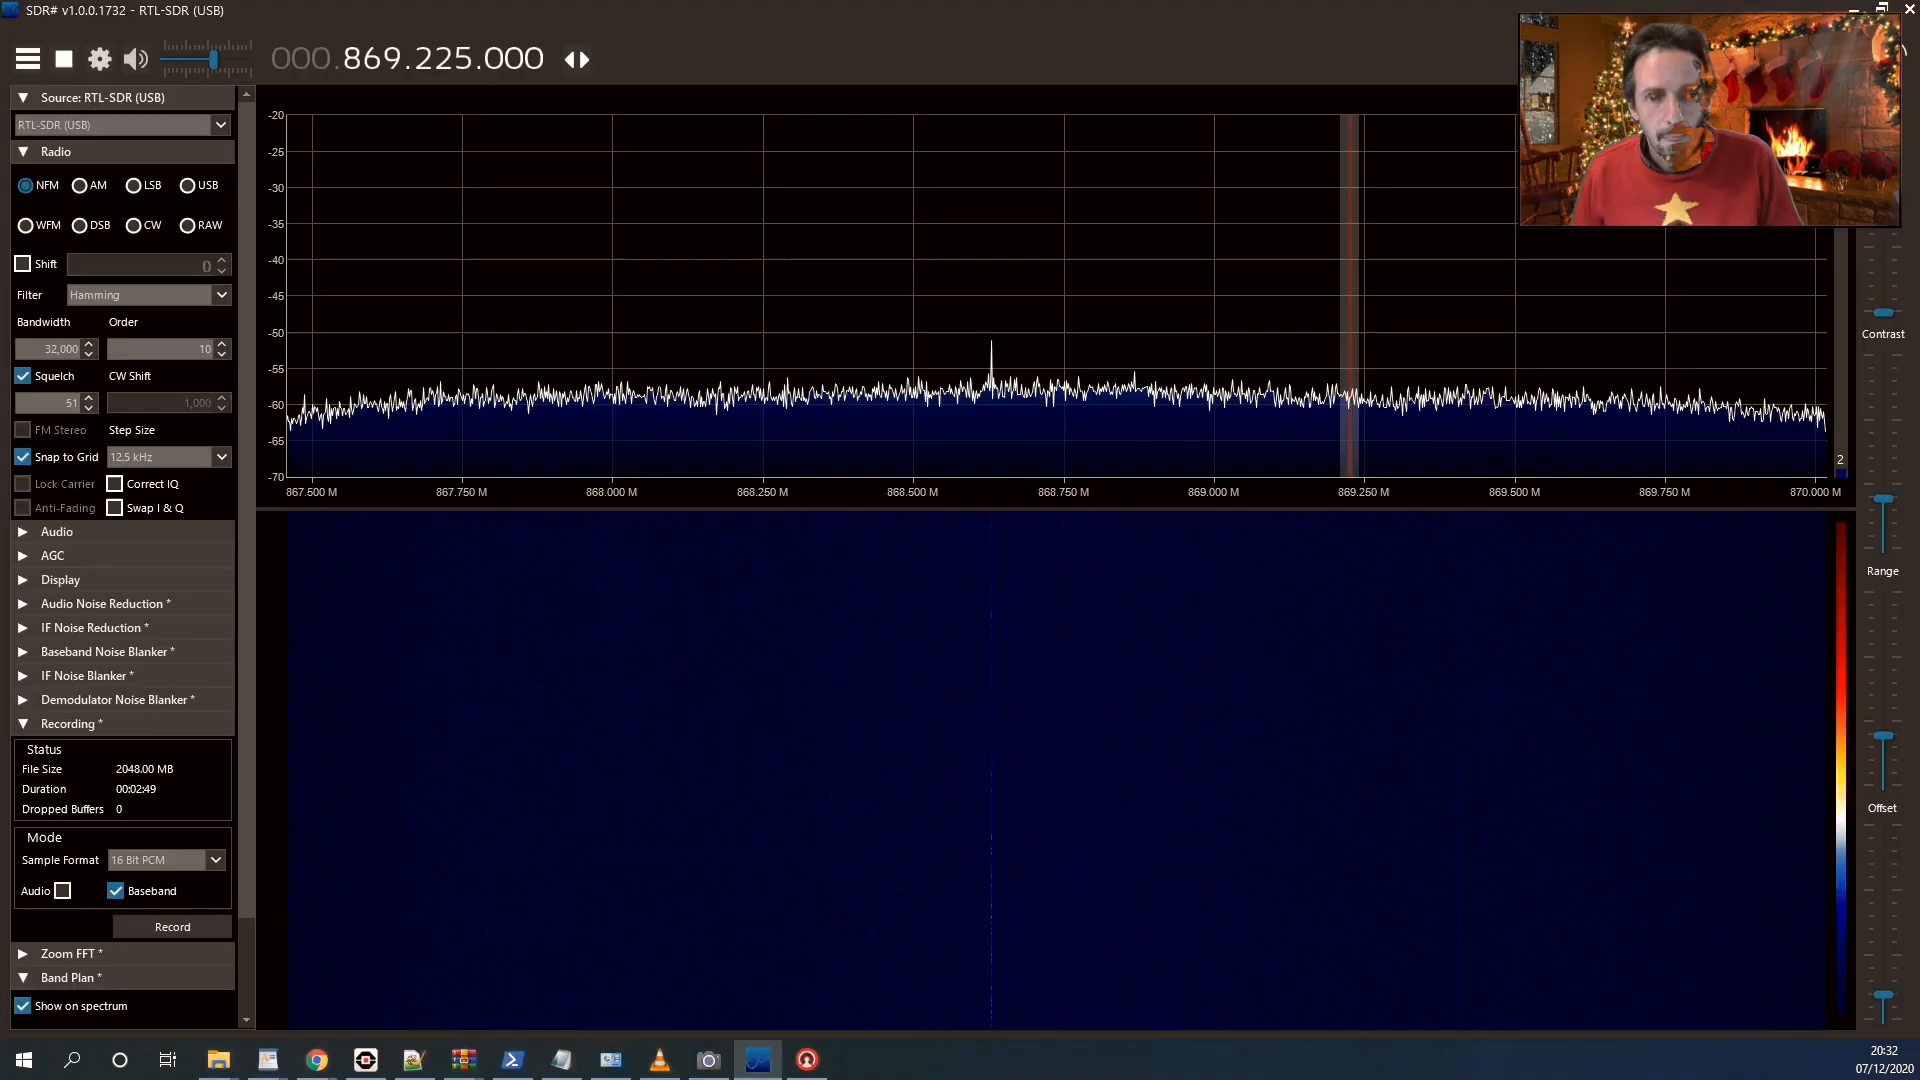 SDR# v1.0.0.1732 - RTL-SDR (USB)
000.869.225.000
Source: RTL-SDR (USB)
RTL-SDR (USB)
Radio
NFM AM LSB USB
WFM DSB CW RAW
Shift 0
Filter Hamming
Bandwidth Order
32,000 10
Squelch CW Shift
51 1,000
FM Stereo Step Size
Snap to Grid 12.5 kHz
Lock Carrier Correct IQ
Anti-Fading Swap I & Q
Audio
AGC
Display
Audio Noise Reduction *
IF Noise Reduction *
Baseband Noise Blanker *
IF Noise Blanker *
Demodulator Noise Blanker *
Recording *
Status
File Size 2048.00 MB
Duration 00:02:49
Dropped Buffers 0
Mode
Sample Format 16 Bit PCM
Audio Baseband
Record
Zoom FFT *
Band Plan *
Show on spectrum
-20
-25
-30
-35
-40
-45
-50
-55
-60
-65
-70
867.500 M 867.750 M 868.000 M 868.250 M 868.500 M 868.750 M 869.000 M 869.250 M 869.500 M 869.750 M 870.000 M
2
Contrast
Range
Offset
20:32
07/12/2020